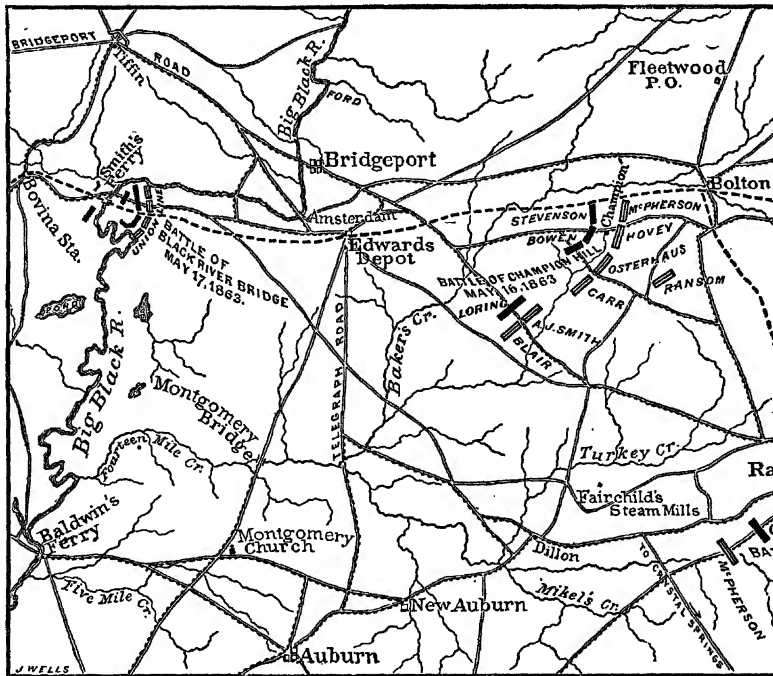 BRIDGEPORT
ROAD
Tiffin
Big Black R.
FORD
Fleetwood
P.O.
Bridgeport
Smith's
Ferry
Bovina Sta.
UNION LINE
BATTLE OF
BLACK RIVER BRIDGE
MAY 17, 1863.
Amsterdam
Edwards
Depot
STEVENSON
BOWEN
Champion
McPHERSON
HOVEY
Bolton
BATTLE OF CHAMPION HILL
MAY 16, 1863
OSTERHAUS
RANSOM
CARR
LORING
A.J. SMITH
BLAIR
Big Black R.
Baker's Cr.
TELEGRAPH ROAD
Montgomery
Bridge
Fourteen Mile Cr.
Turkey Cr.
Ra
Fairchild's
Steam Mills
Baldwin's
Ferry
Montgomery
Church
Dillon
TO CRYSTAL SPRINGS
McPHERSON
BA
Five Mile Cr.
Mikel's Cr.
New Auburn
Auburn
J WELLS